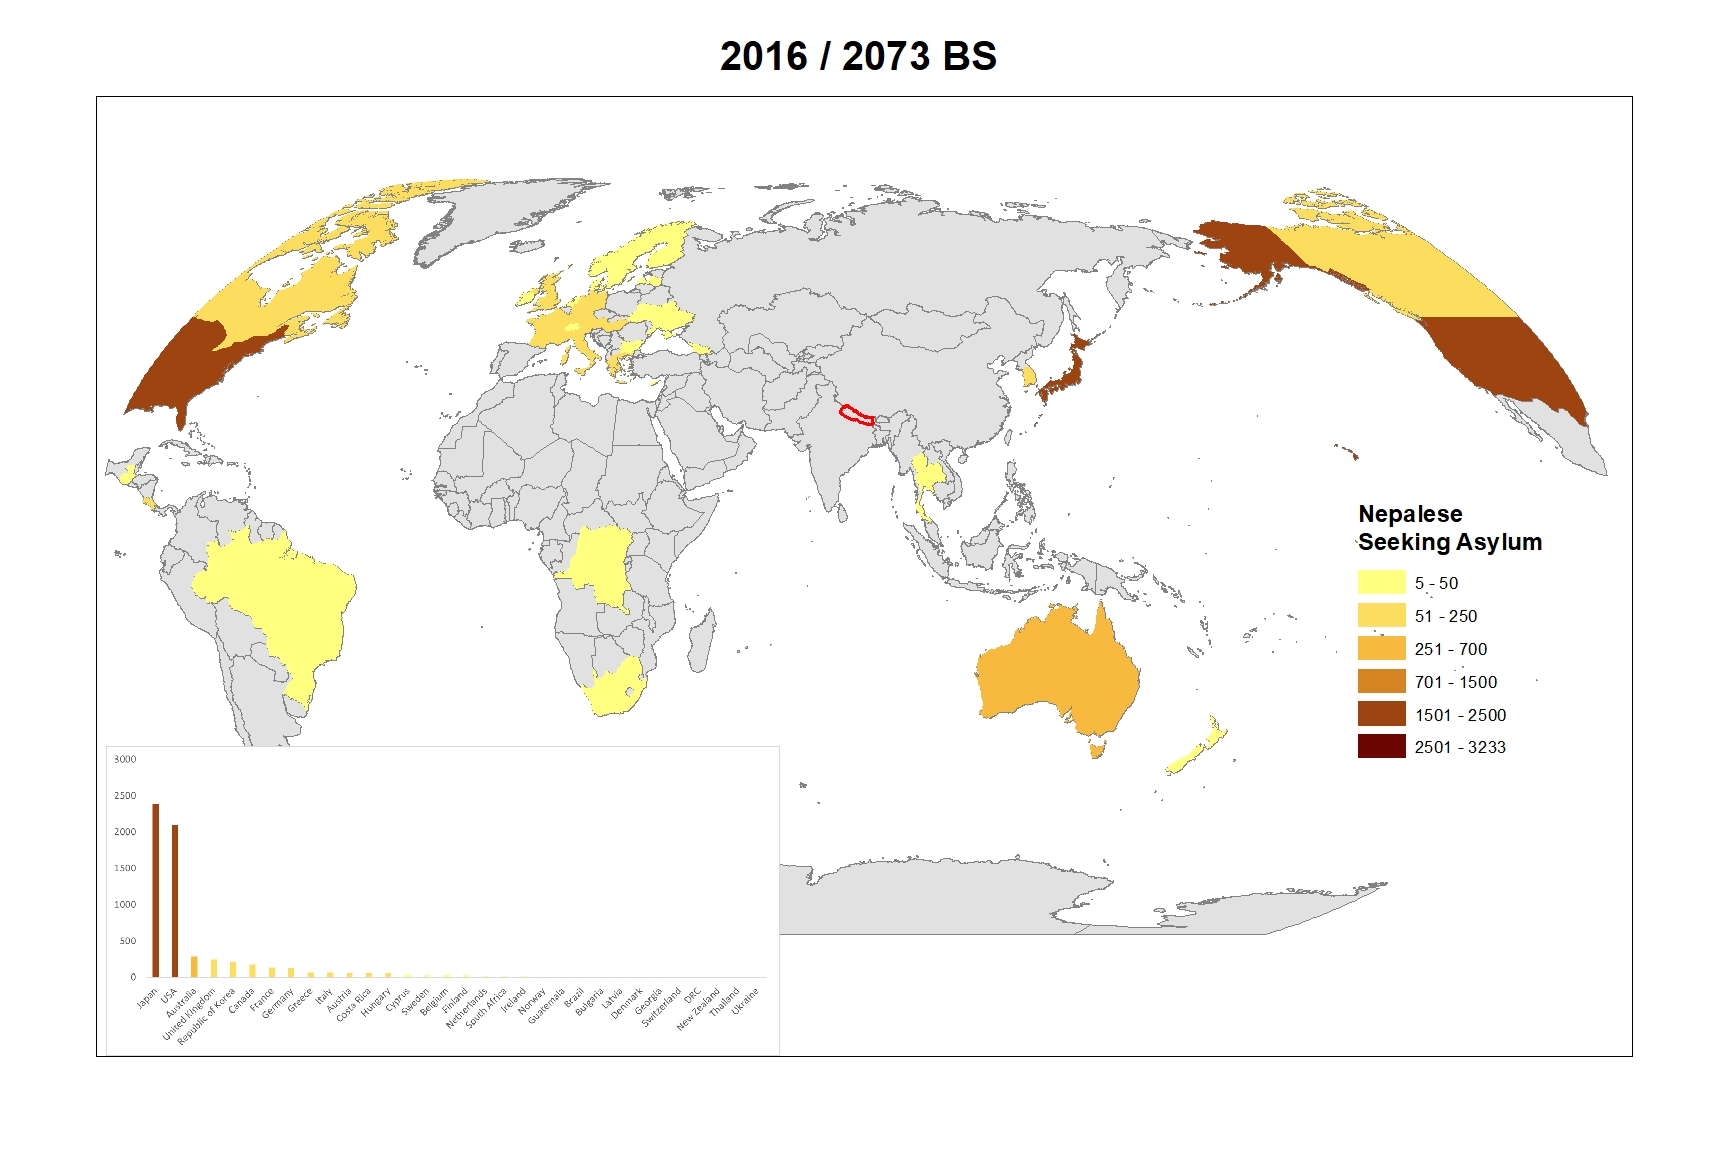 2016 / 2073 BS
Nepalese
Seeking Asylum
5 - 50
51 - 250
251 - 700
701 - 1500
1501 - 2500
2501 - 3233
3000
2500
2000
1500
1000
500
0
Japan
USA
Australia
United Kingdom
Republic of Korea
Canada
France
Germany
Greece
Italy
Austria
Costa Rica
Hungary
Cyprus
Sweden
Belgium
Finland
Netherlands
South Africa
Ireland
Norway
Guatemala
Brazil
Bulgaria
Latvia
Denmark
Georgia
Switzerland
DRC
New Zealand
Thailand
Ukraine